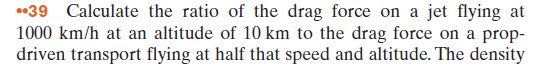 ••39 Calculate the ratio of the drag force on a jet flying at
1000 km/h at an altitude of 10 km to the drag force on a prop-
driven transport flying at half that speed and altitude. The density